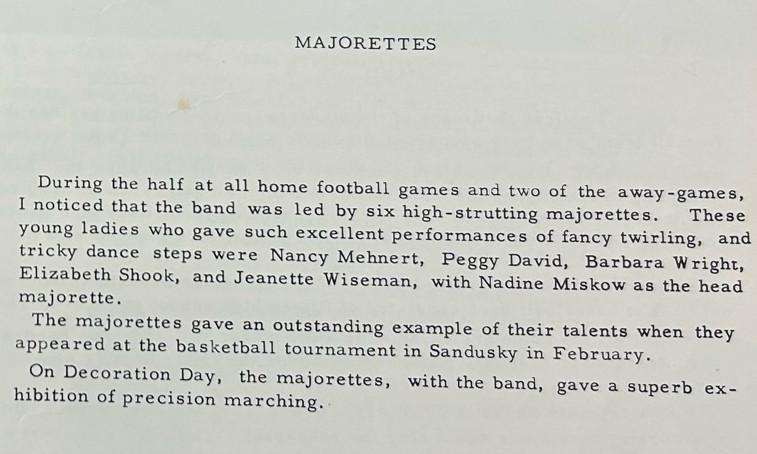 MAJORETTES
During the half at all home football games and two of the away-games,
I noticed that the band was led by six high-strutting majorettes. These
young ladies who gave such excellent performances of fancy twirling, and
tricky dance steps were Nancy Mehnert, Peggy David, Barbara Wright,
Elizabeth Shook, and Jeanette Wiseman, with Nadine Miskow as the head
majorette.
The majorettes gave an outstanding example of their talents when they
appeared at the basketball tournament in Sandusky in February.
On Decoration Day, the majorettes, with the band, gave a superb ex-
hibition of precision marching.